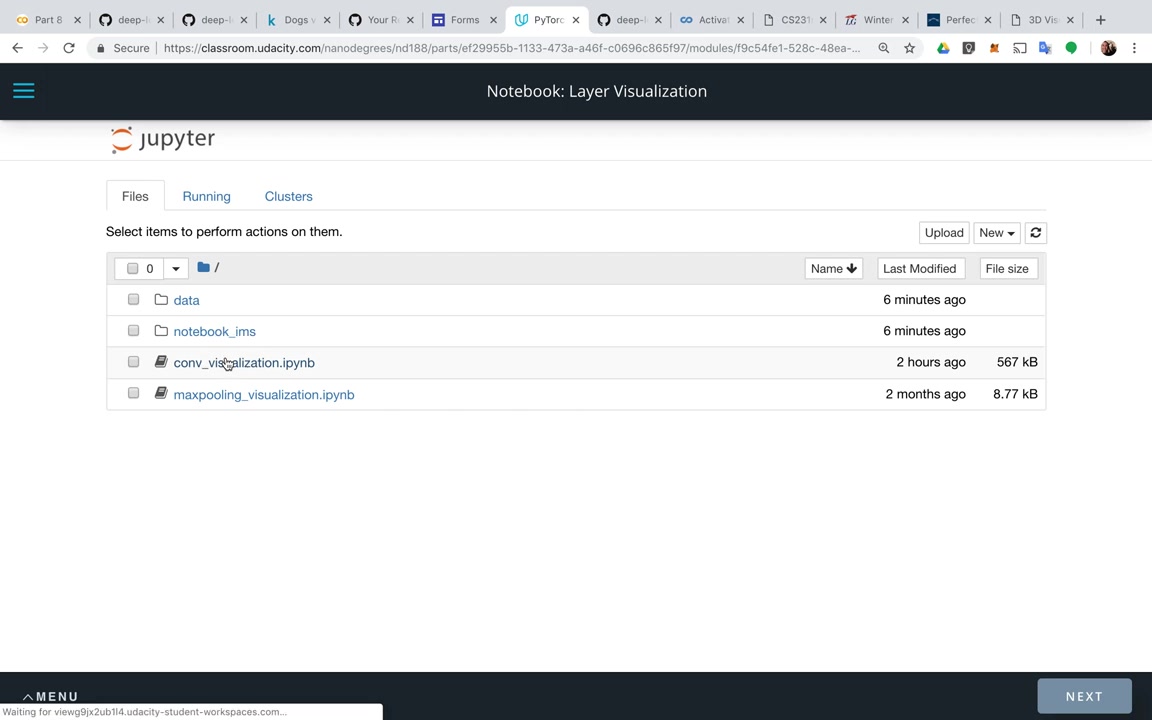 Part 8
deep-l
deep-l
Dogs v
Your R
Forms
PyTorc
deep-l
Activa
CS231
Winter
Perfec
3D Vis
Secure
https://classroom.udacity.com/nanodegrees/nd188/parts/ef29955b-1133-473a-a46f-c0696c865f97/modules/f9c54fe1-528c-48ea-...
Notebook: Layer Visualization
jupyter
Files Running Clusters
Select items to perform actions on them.
Upload New
0 / Name Last Modified File size
data 6 minutes ago
notebook_ims 6 minutes ago
conv_visualization.ipynb 2 hours ago 567 kB
maxpooling_visualization.ipynb 2 months ago 8.77 kB
MENU
NEXT
Waiting for viewg9jx2ub1l4.udacity-student-workspaces.com...